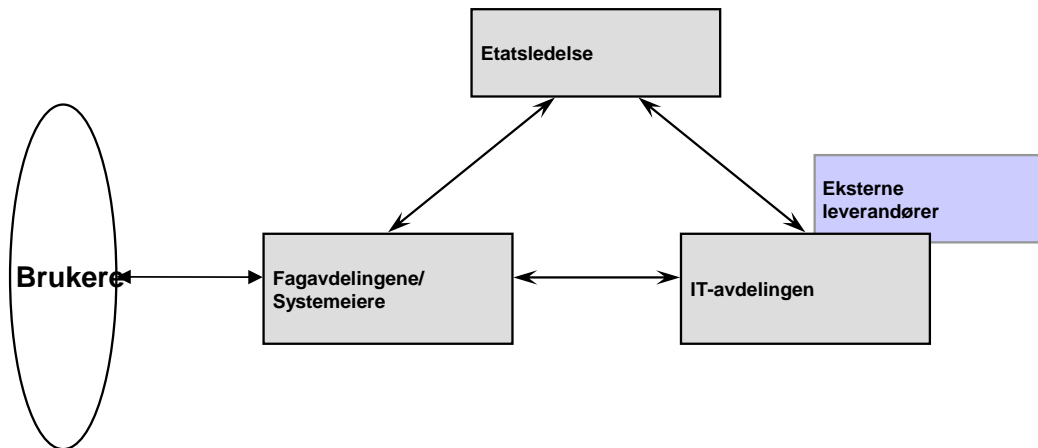 Etatsledelse
Eksterne
leverandører
Brukere
Fagavdelingene/
Systemeiere
IT-avdelingen